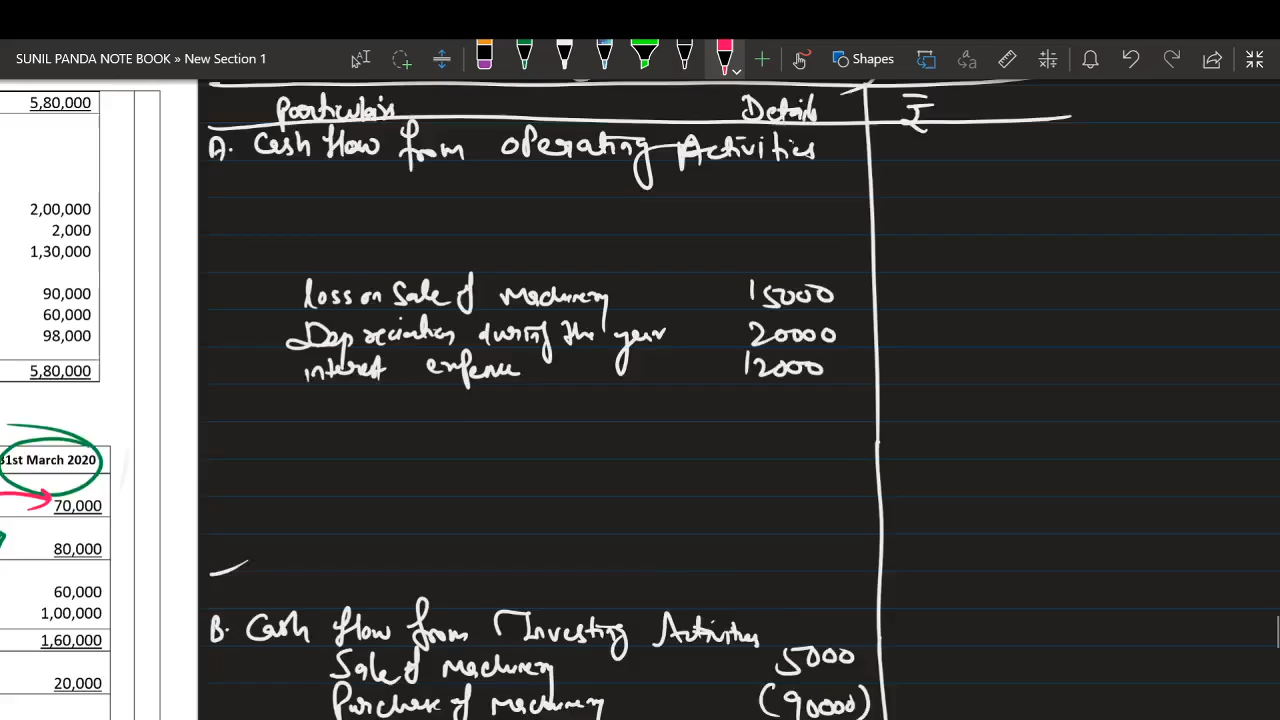 SUNIL PANDA NOTE BOOK » New Section 1
Shapes
5,80,000
2,00,000
2,000
1,30,000
90,000
60,000
98,000
5,80,000
31st March 2020
70,000
80,000
60,000
1,00,000
1,60,000
20,000
Particulars Details ₹
A. Cash flow from operating Activities
loss on Sale of Machinery 15000
Depreciation during the year 20000
interest expense 12000
B. Cash flow from Investing Activities
Sale of machinery 5000
Purchase of machinery (90000)